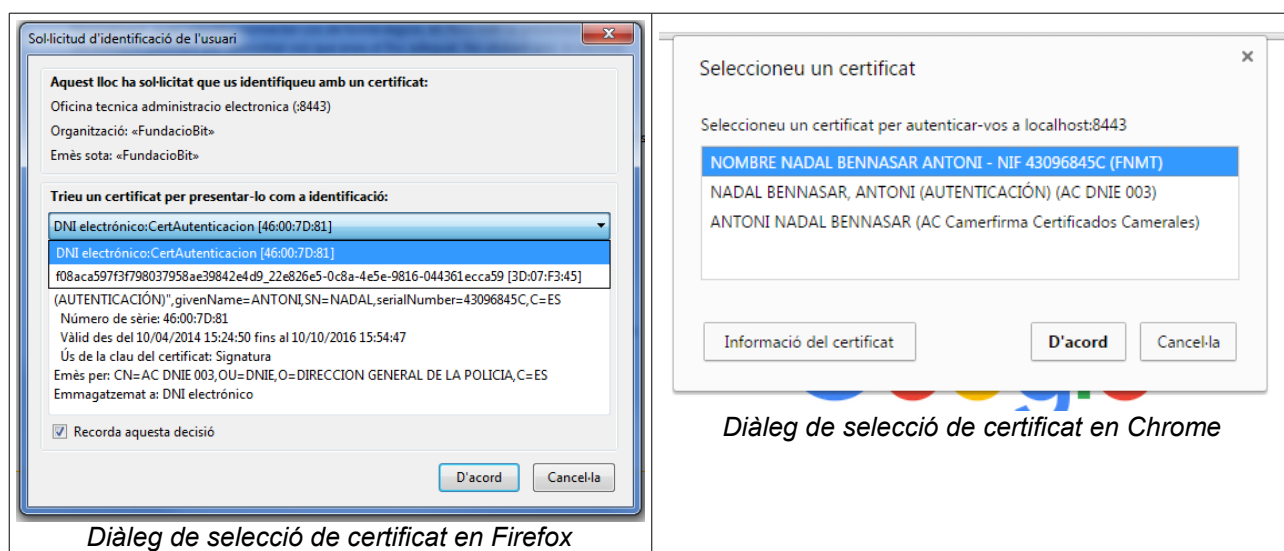 Sol·licitud d'identificació de l'usuari
Aquest lloc ha sol·licitat que us identifiqueu amb un certificat:
Oficina tecnica administracio electronica (:8443)
Organització: «FundacioBit»
Emès sota: «FundacioBit»
Trieu un certificat per presentar-lo com a identificació:
DNI electrónico:CertAutenticacion [46:00:7D:81]
DNI electrónico:CertAutenticacion [46:00:7D:81]
f08aca597f3f798037958ae39842e4d9_22e826e5-0c8a-4e5e-9816-044361ecca59 [3D:07:F3:45]
(AUTENTICACIÓN)",givenName=ANTONI,SN=NADAL,serialNumber=43096845C,C=ES
Número de sèrie: 46:00:7D:81
Vàlid des del 10/04/2014 15:24:50 fins al 10/10/2016 15:54:47
Ús de la clau del certificat: Signatura
Emès per: CN=AC DNIE 003,OU=DNIE,O=DIRECCION GENERAL DE LA POLICIA,C=ES
Emmagatzemat a: DNI electrónico
Recorda aquesta decisió
D'acord
Cancel·la
Diàleg de selecció de certificat en Firefox
Seleccioneu un certificat
Seleccioneu un certificat per autenticar-vos a localhost:8443
NOMBRE NADAL BENNASAR ANTONI - NIF 43096845C (FNMT)
NADAL BENNASAR, ANTONI (AUTENTICACIÓN) (AC DNIE 003)
ANTONI NADAL BENNASAR (AC Camerfirma Certificados Camerales)
Informació del certificat
D'acord
Cancel·la
Diàleg de selecció de certificat en Chrome